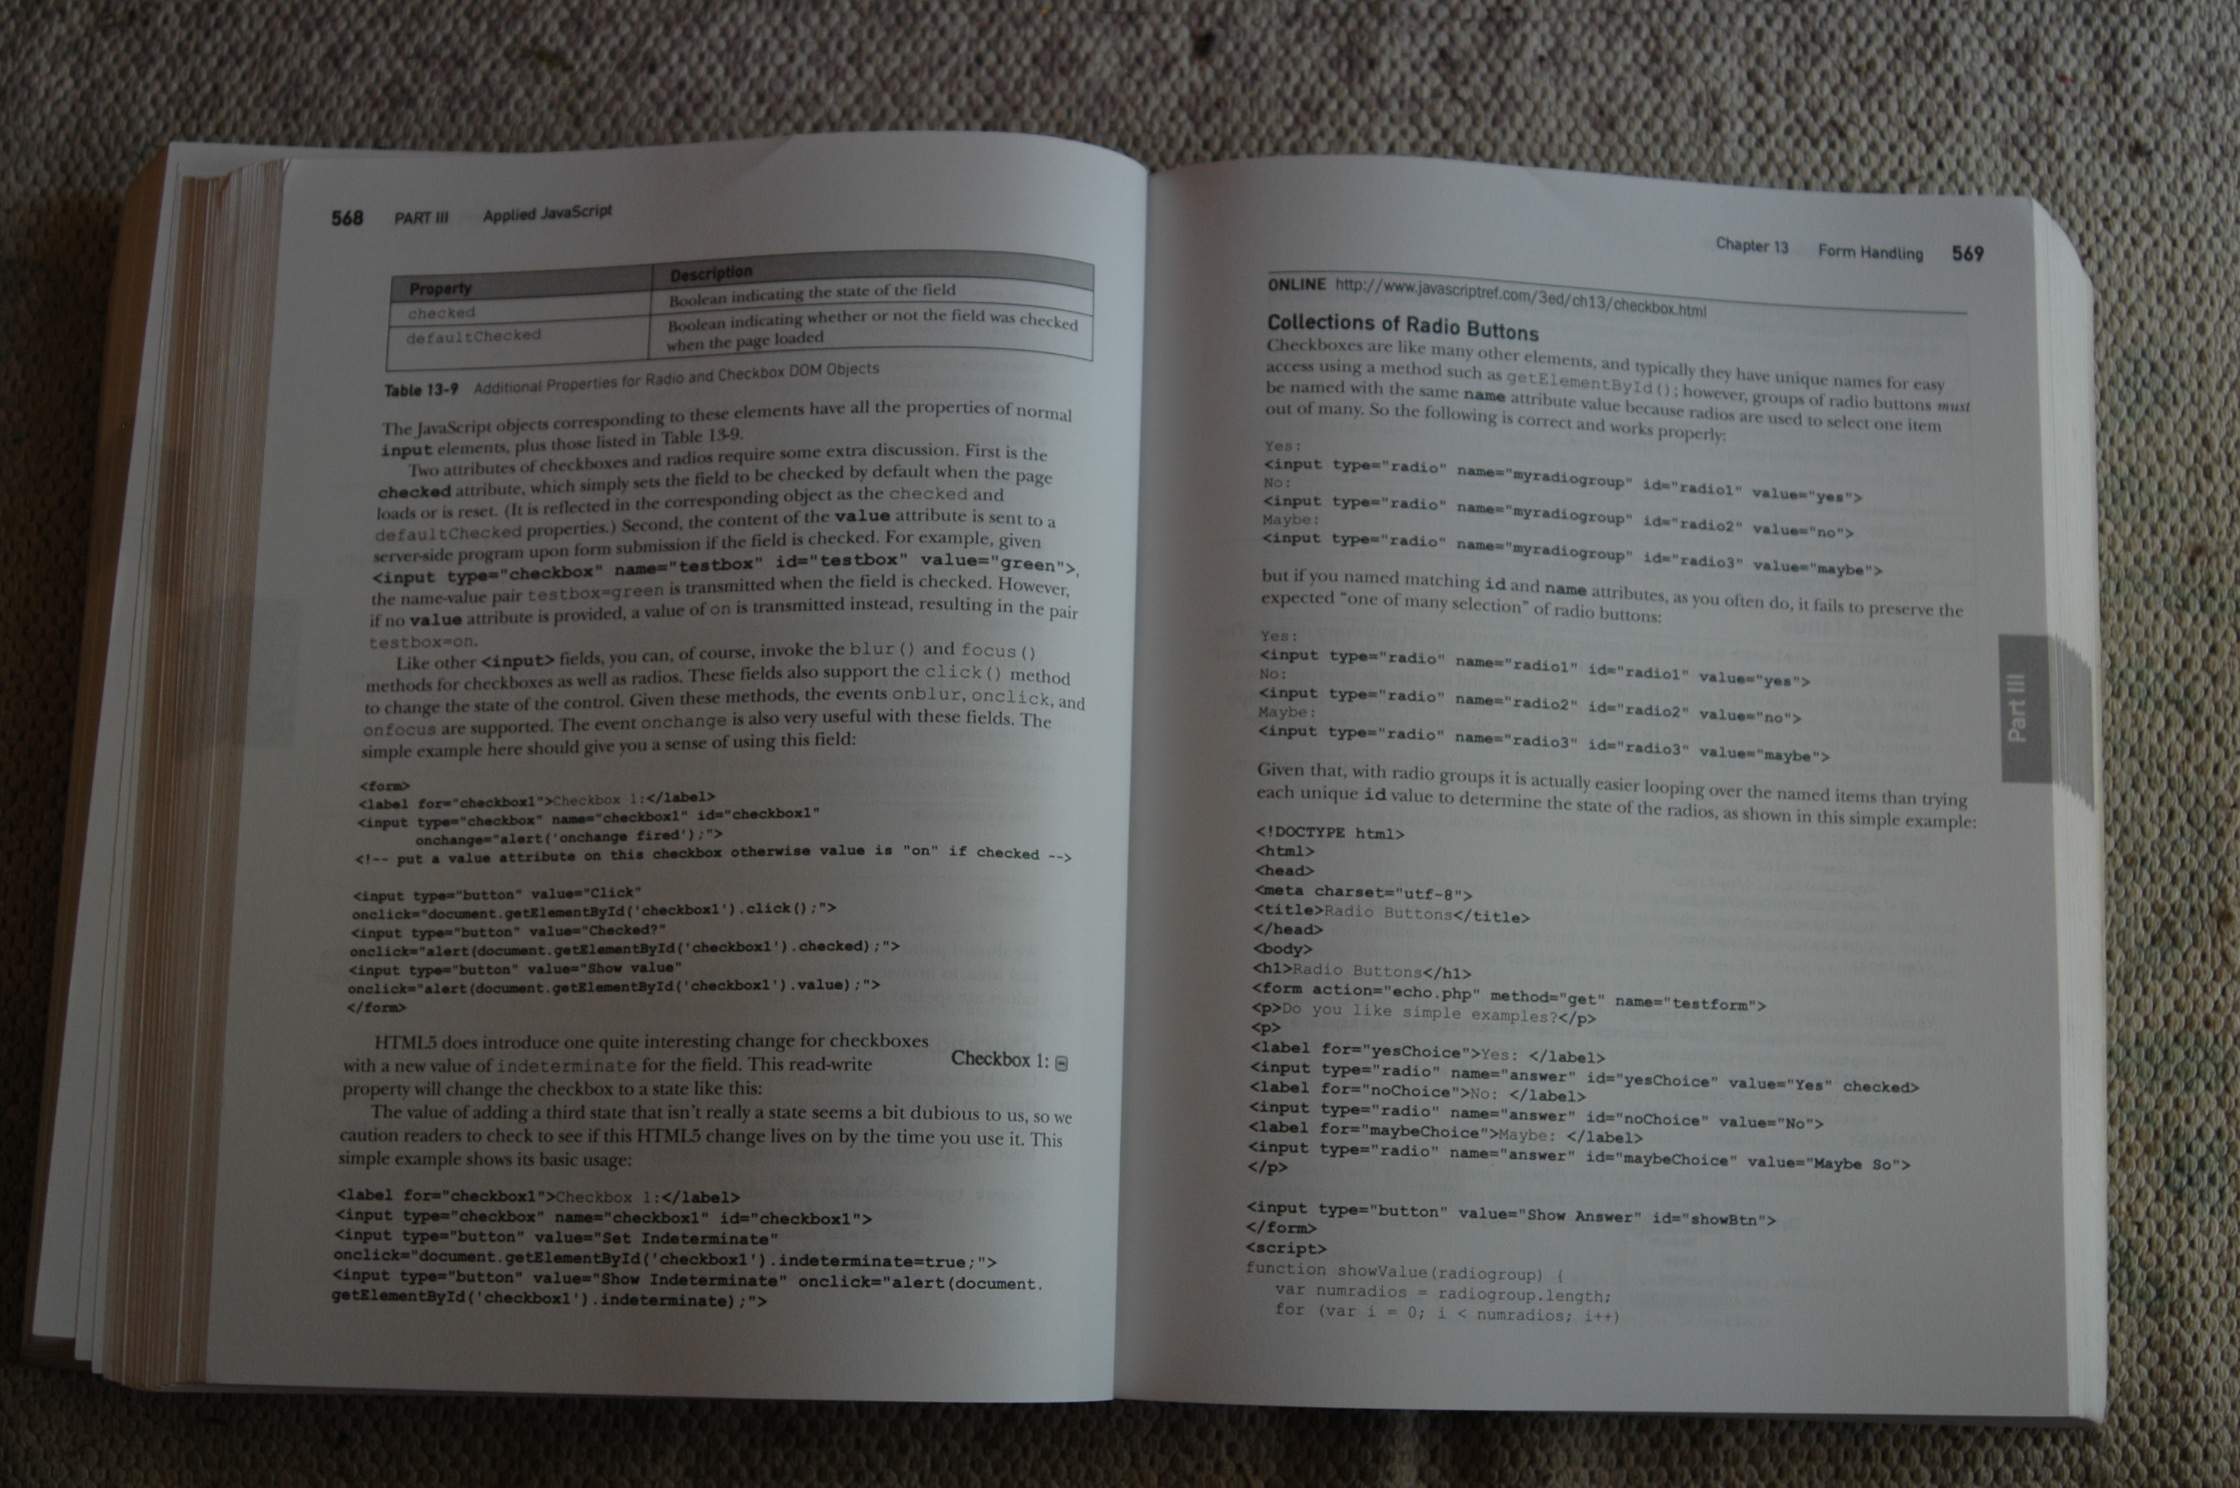 568 PART III Applied JavaScript
Property Description
checked Boolean indicating the state of the field
defaultChecked Boolean indicating whether or not the field was checked
when the page loaded
Table 13-9 Additional Properties for Radio and Checkbox DOM Objects
The JavaScript objects corresponding to these elements have all the properties of normal
input elements, plus those listed in Table 13-9.
Two attributes of checkboxes and radios require some extra discussion. First is the
checked attribute, which simply sets the field to be checked by default when the page
loads or is reset. (It is reflected in the corresponding object as the checked and
defaultChecked properties.) Second, the content of the value attribute is sent to a
server-side program upon form submission if the field is checked. For example, given
<input type="checkbox" name="testbox" id="testbox" value="green">,
the name-value pair testbox=green is transmitted when the field is checked. However,
if no value attribute is provided, a value of on is transmitted instead, resulting in the pair
testbox=on.
Like other <input> fields, you can, of course, invoke the blur() and focus()
methods for checkboxes as well as radios. These fields also support the click() method
to change the state of the control. Given these methods, the events onblur, onclick, and
onfocus are supported. The event onchange is also very useful with these fields. The
simple example here should give you a sense of using this field:
<form>
<label for="checkbox1">Checkbox 1:</label>
<input type="checkbox" name="checkbox1" id="checkbox1"
onchange="alert('onchange fired');">
<!-- put a value attribute on this checkbox otherwise value is "on" if checked -->
<input type="button" value="Click"
onclick="document.getElementById('checkbox1').click();">
<input type="button" value="Checked?"
onclick="alert(document.getElementById('checkbox1').checked);">
<input type="button" value="Show value"
onclick="alert(document.getElementById('checkbox1').value);">
</form>
HTML5 does introduce one quite interesting change for checkboxes
with a new value of indeterminate for the field. This read-write
property will change the checkbox to a state like this:
Checkbox 1:
The value of adding a third state that isn't really a state seems a bit dubious to us, so we
caution readers to check to see if this HTML5 change lives on by the time you use it. This
simple example shows its basic usage:
<label for="checkbox1">Checkbox 1:</label>
<input type="checkbox" name="checkbox1" id="checkbox1">
<input type="button" value="Set Indeterminate"
onclick="document.getElementById('checkbox1').indeterminate=true;">
<input type="button" value="Show Indeterminate" onclick="alert(document.
getElementById('checkbox1').indeterminate);">
Chapter 13 Form Handling 569
ONLINE http://www.javascriptref.com/3ed/ch13/checkbox.html
Collections of Radio Buttons
Checkboxes are like many other elements, and typically they have unique names for easy
access using a method such as getElementById(); however, groups of radio buttons must
be named with the same name attribute value because radios are used to select one item
out of many. So the following is correct and works properly:
Yes:
<input type="radio" name="myradiogroup" id="radio1" value="yes">
No:
<input type="radio" name="myradiogroup" id="radio2" value="no">
Maybe:
<input type="radio" name="myradiogroup" id="radio3" value="maybe">
but if you named matching id and name attributes, as you often do, it fails to preserve the
expected "one of many selection" of radio buttons:
Yes:
<input type="radio" name="radio1" id="radio1" value="yes">
No:
<input type="radio" name="radio2" id="radio2" value="no">
Maybe:
<input type="radio" name="radio3" id="radio3" value="maybe">
Given that, with radio groups it is actually easier looping over the named items than trying
each unique id value to determine the state of the radios, as shown in this simple example:
<!DOCTYPE html>
<html>
<head>
<meta charset="utf-8">
<title>Radio Buttons</title>
</head>
<body>
<h1>Radio Buttons</h1>
<form action="echo.php" method="get" name="testform">
<p>Do you like simple examples?</p>
<p>
<label for="yesChoice">Yes: </label>
<input type="radio" name="answer" id="yesChoice" value="Yes" checked>
<label for="noChoice">No: </label>
<input type="radio" name="answer" id="noChoice" value="No">
<label for="maybeChoice">Maybe: </label>
<input type="radio" name="answer" id="maybeChoice" value="Maybe So">
</p>
<input type="button" value="Show Answer" id="showBtn">
</form>
<script>
function showValue(radiogroup) {
var numradios = radiogroup.length;
for (var i = 0; i < numradios; i++)
Part III